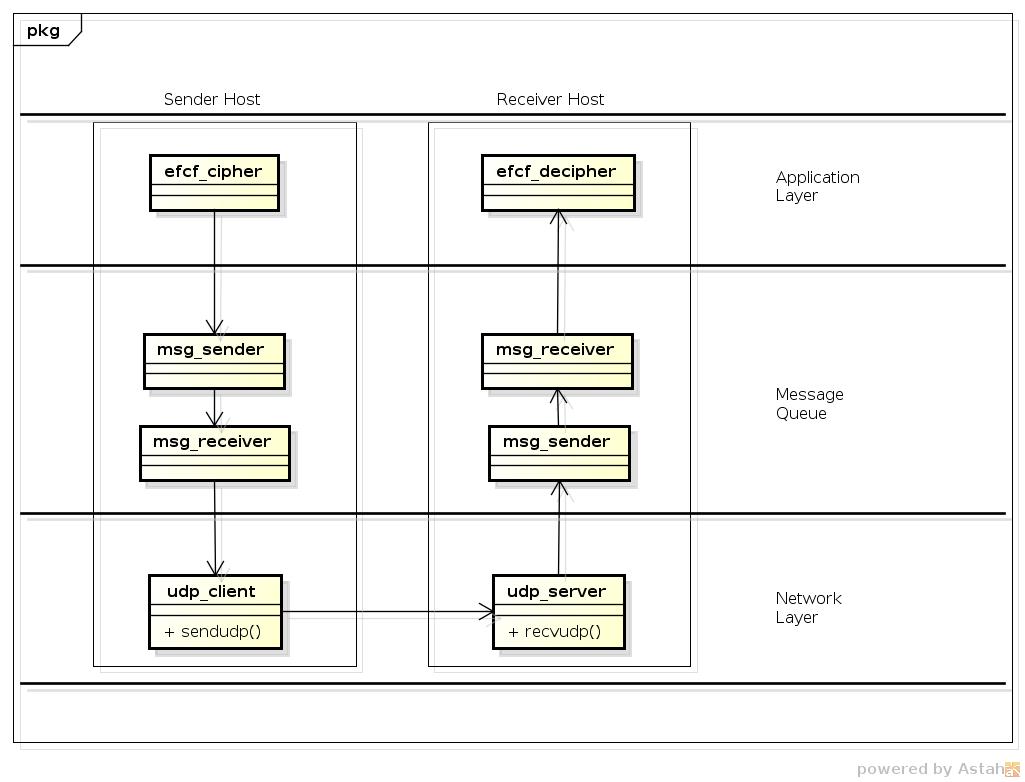 pkg
Sender Host
Receiver Host
efcf_cipher
efcf_decipher
Application
Layer
msg_sender
msg_receiver
msg_receiver
msg_sender
Message
Queue
udp_client
+ sendudp()
udp_server
+ recvudp()
Network
Layer
powered by Astah